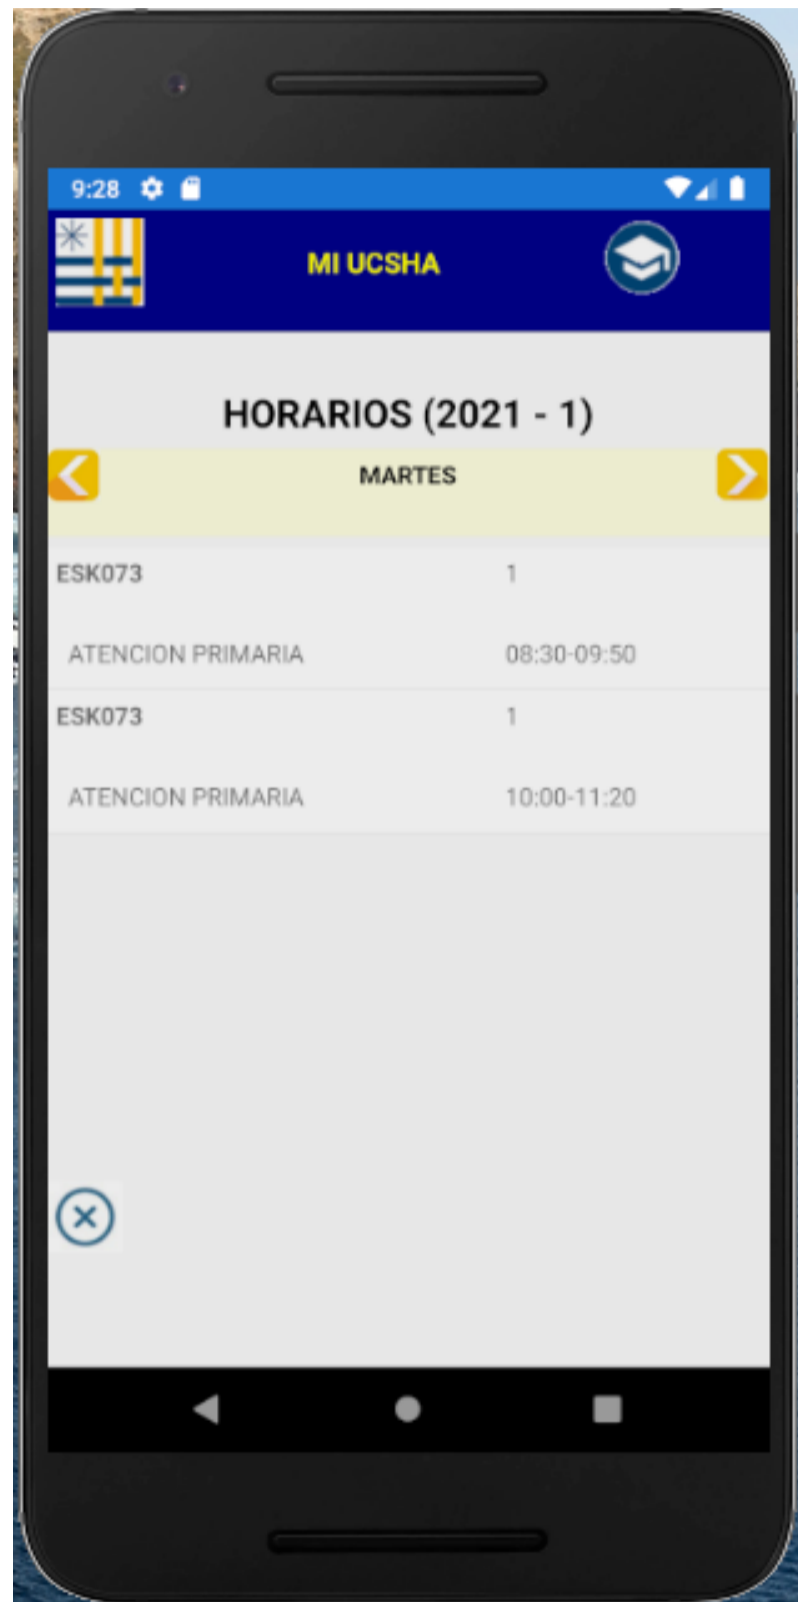 9:28
MI UCSHA
HORARIOS (2021 - 1)
MARTES
ESK073 1
ATENCION PRIMARIA 08:30-09:50
ESK073 1
ATENCION PRIMARIA 10:00-11:20